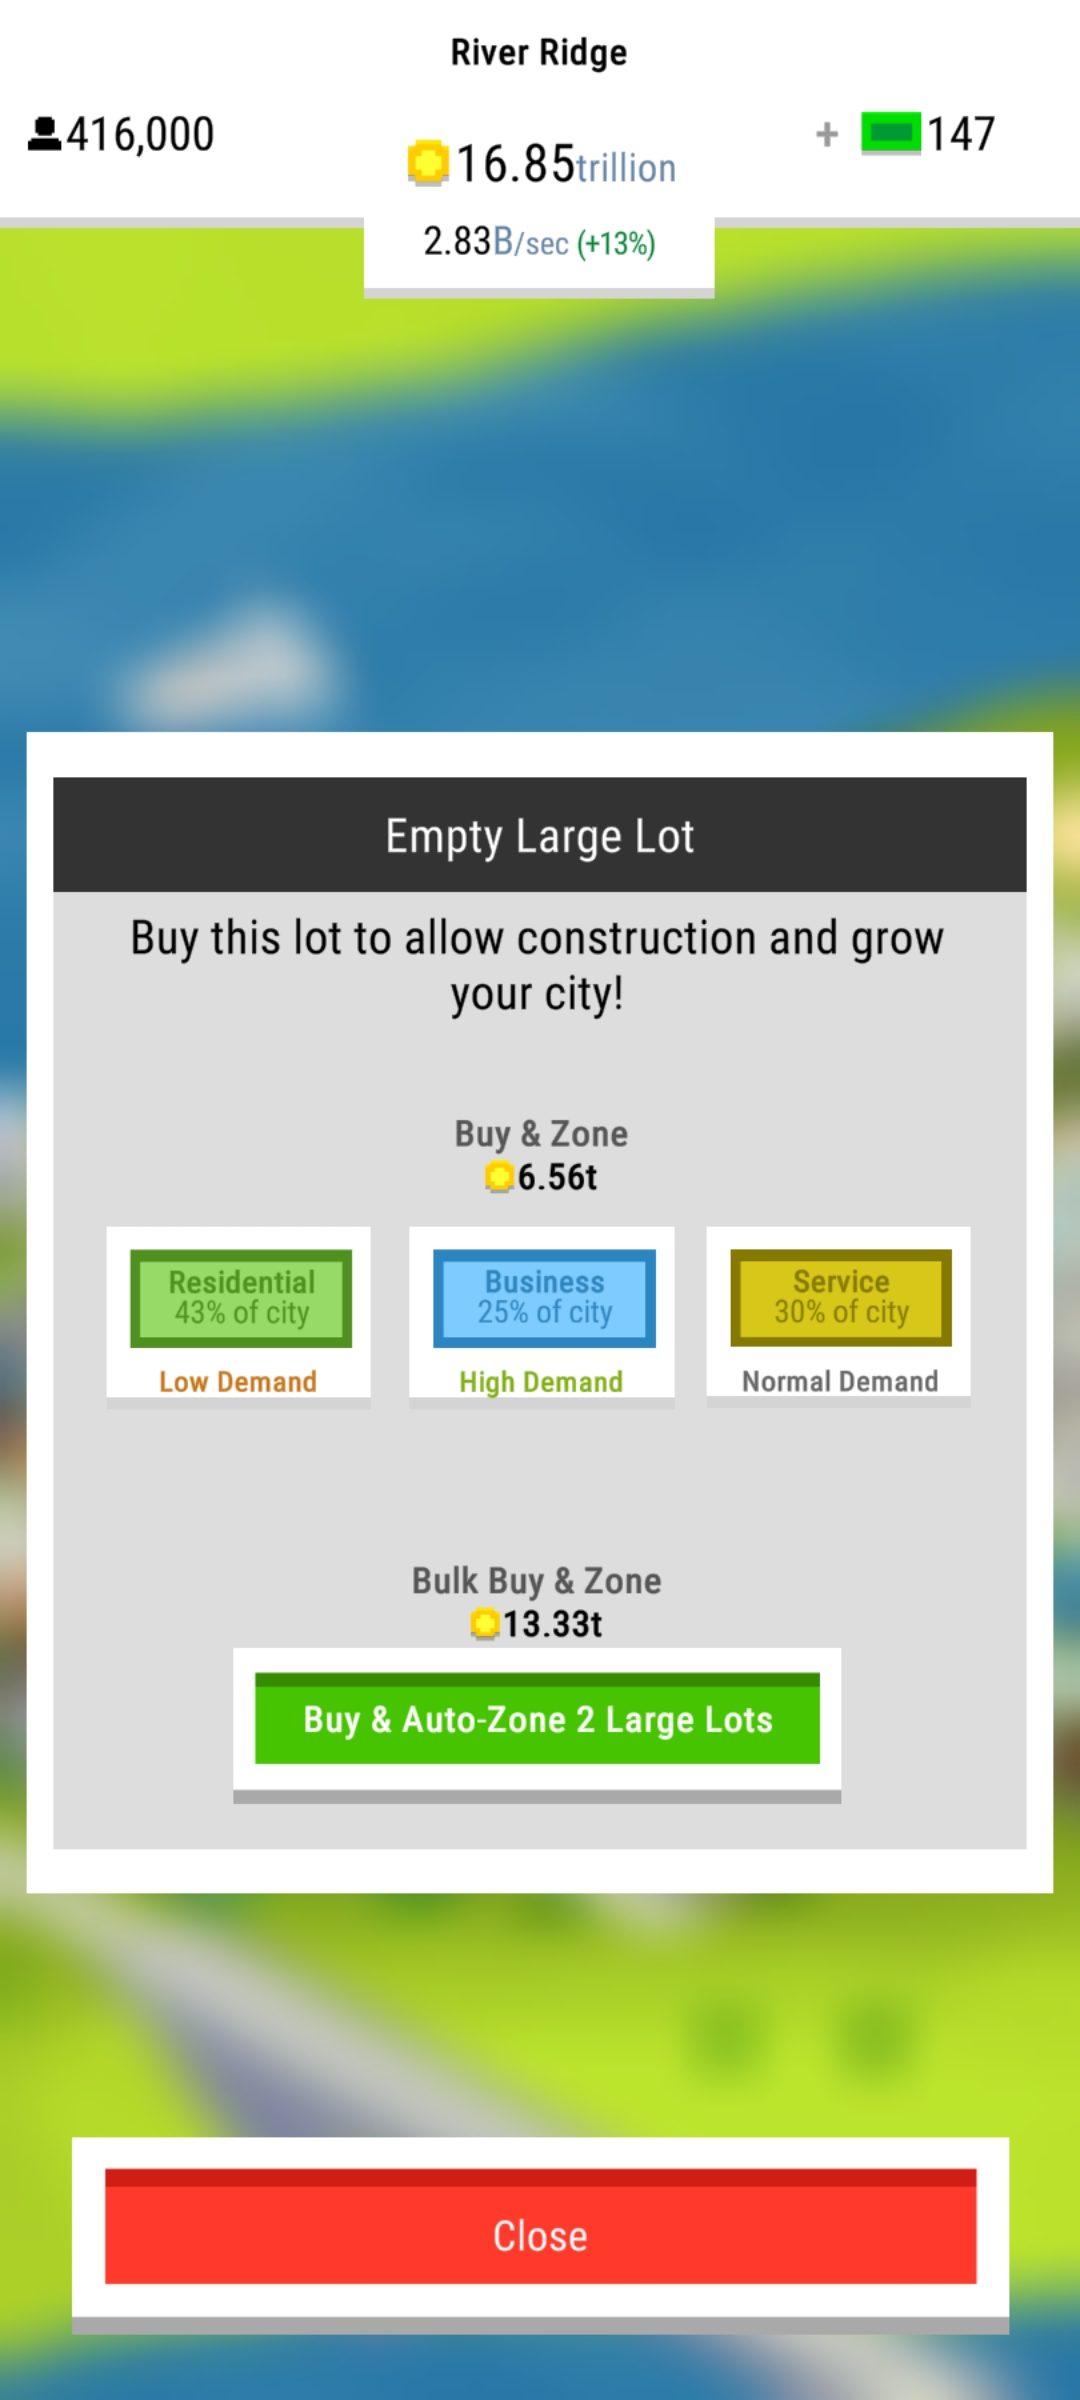 River Ridge
416,000
16.85trillion
+ 147
2.83B/sec (+13%)
Empty Large Lot
Buy this lot to allow construction and grow
your city!
Buy & Zone
6.56t
Residential
43% of city
Low Demand
Business
25% of city
High Demand
Service
30% of city
Normal Demand
Bulk Buy & Zone
13.33t
Buy & Auto-Zone 2 Large Lots
Close